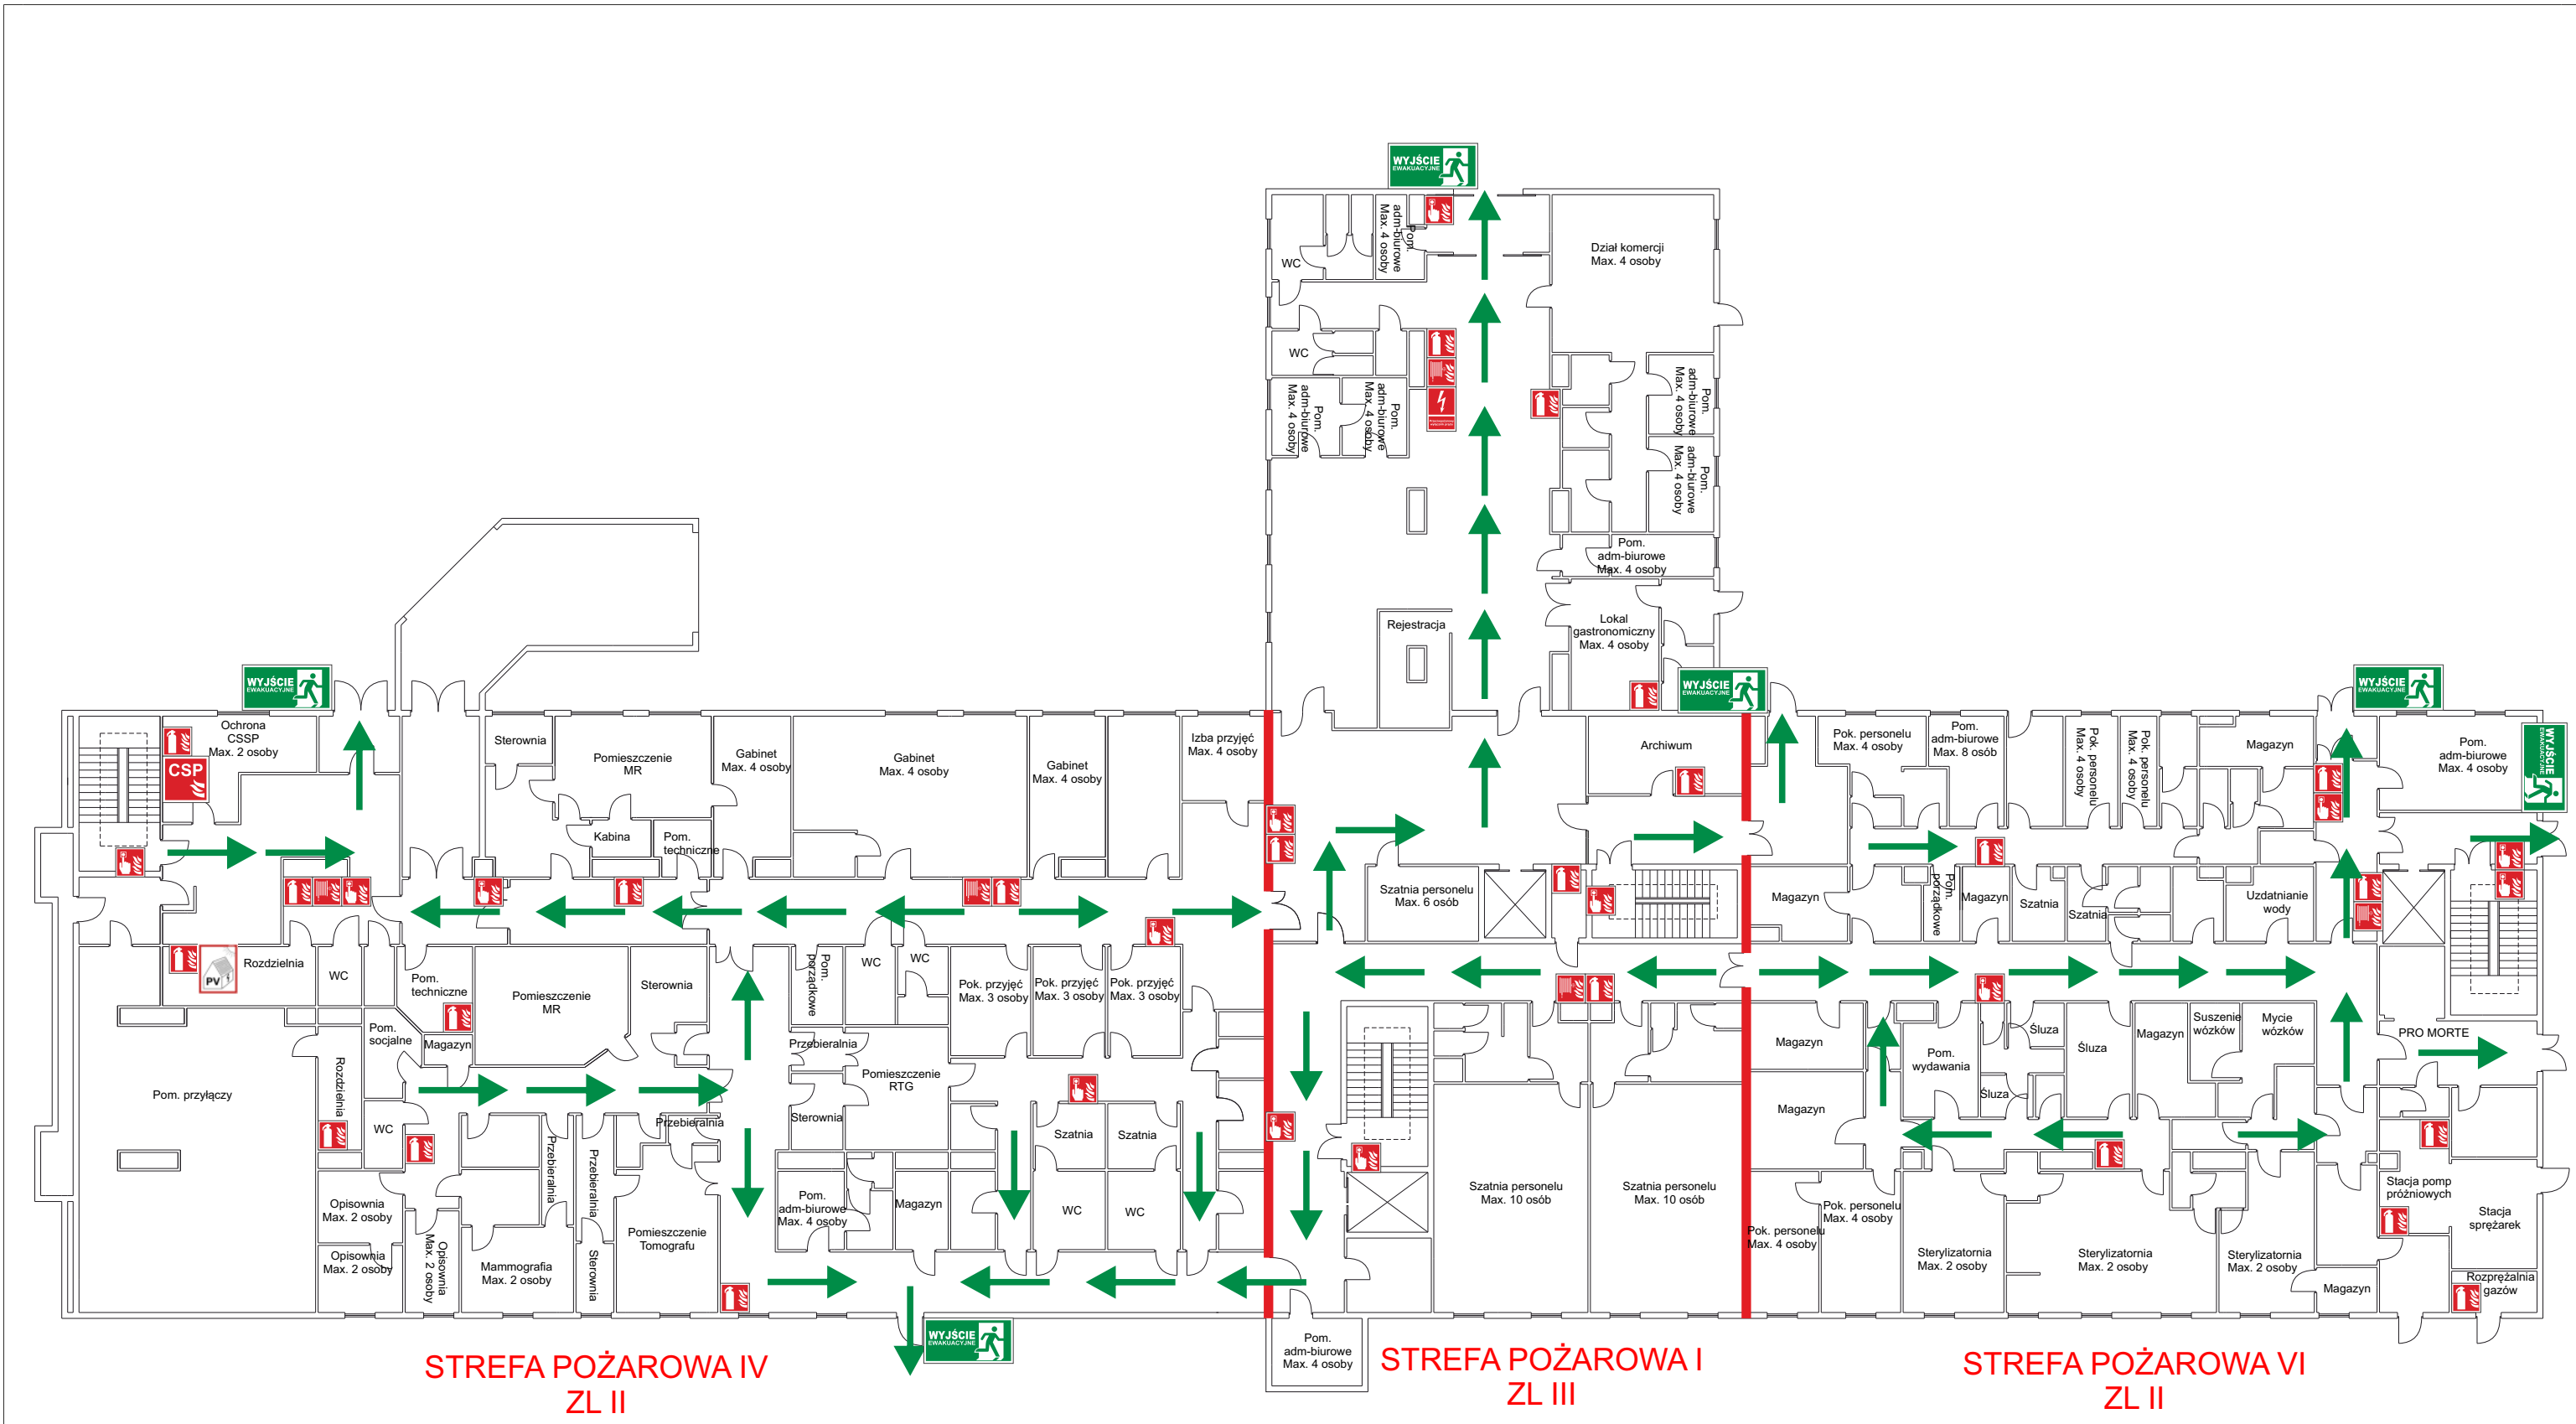 WYJŚCIE
EWAKUACYJNE
Pom.
adm-biurowe
Max. 4 osoby
WC
Dział komercji
Max. 4 osoby
WC
Pom.
adm-biurowe
Max. 4 osoby
Pom.
adm-biurowe
Max. 4 osoby
Pom.
adm-biurowe
Max. 4 osoby
Pom.
adm-biurowe
Max. 4 osoby
Pom.
adm-biurowe
Max. 4 osoby
Lokal
gastronomiczny
Max. 4 osoby
Rejestracja
WYJŚCIE
EWAKUACYJNE
WYJŚCIE
EWAKUACYJNE
WYJŚCIE
EWAKUACYJNE
WYJŚCIE
EWAKUACYJNE
Ochrona
CSSP
Max. 2 osoby
CSP
Sterownia
Pomieszczenie
MR
Gabinet
Max. 4 osoby
Gabinet
Max. 4 osoby
Gabinet
Max. 4 osoby
Izba przyjęć
Max. 4 osoby
Kabina
Pom.
techniczne
Archiwum
Pok. personelu
Max. 4 osoby
Pom.
adm-biurowe
Max. 8 osób
Pok. personelu
Max. 4 osoby
Pok. personelu
Max. 4 osoby
Magazyn
Pom.
adm-biurowe
Max. 4 osoby
Szatnia personelu
Max. 6 osób
Magazyn
Pom.
porządkowe
Magazyn
Szatnia
Szatnia
Uzdatnianie
wody
PV
Rozdzielnia
WC
Pom.
techniczne
Pomieszczenie
MR
Sterownia
Pom.
porządkowe
WC
WC
Pok. przyjęć
Max. 3 osoby
Pok. przyjęć
Max. 3 osoby
Pok. przyjęć
Max. 3 osoby
Pom.
socjalne
Magazyn
Przebieralnia
Pomieszczenie
RTG
Rozdzielnia
Pom. przyłączy
WC
Sterownia
Przebieralnia
Szatnia
Szatnia
Przebieralnia
Przebieralnia
Opisownia
Max. 2 osoby
Opisownia
Max. 2 osoby
Opisownia
Max. 2 osoby
Mammografia
Max. 2 osoby
Sterownia
Pomieszczenie
Tomografu
Pom.
adm-biurowe
Max. 4 osoby
Magazyn
WC
WC
Szatnia personelu
Max. 10 osób
Szatnia personelu
Max. 10 osób
Magazyn
Magazyn
Pom.
wydawania
Śluza
Śluza
Śluza
Magazyn
Suszenie
wózków
Mycie
wózków
PRO MORTE
Pok. personelu
Max. 4 osoby
Pok. personelu
Max. 4 osoby
Sterylizatornia
Max. 2 osoby
Sterylizatornia
Max. 2 osoby
Sterylizatornia
Max. 2 osoby
Magazyn
Stacja pomp
próżniowych
Stacja
sprężarek
Rozprężalnia
gazów
WYJŚCIE
EWAKUACYJNE
Pom.
adm-biurowe
Max. 4 osoby
STREFA POŻAROWA IV
ZL II
STREFA POŻAROWA I
ZL III
STREFA POŻAROWA VI
ZL II